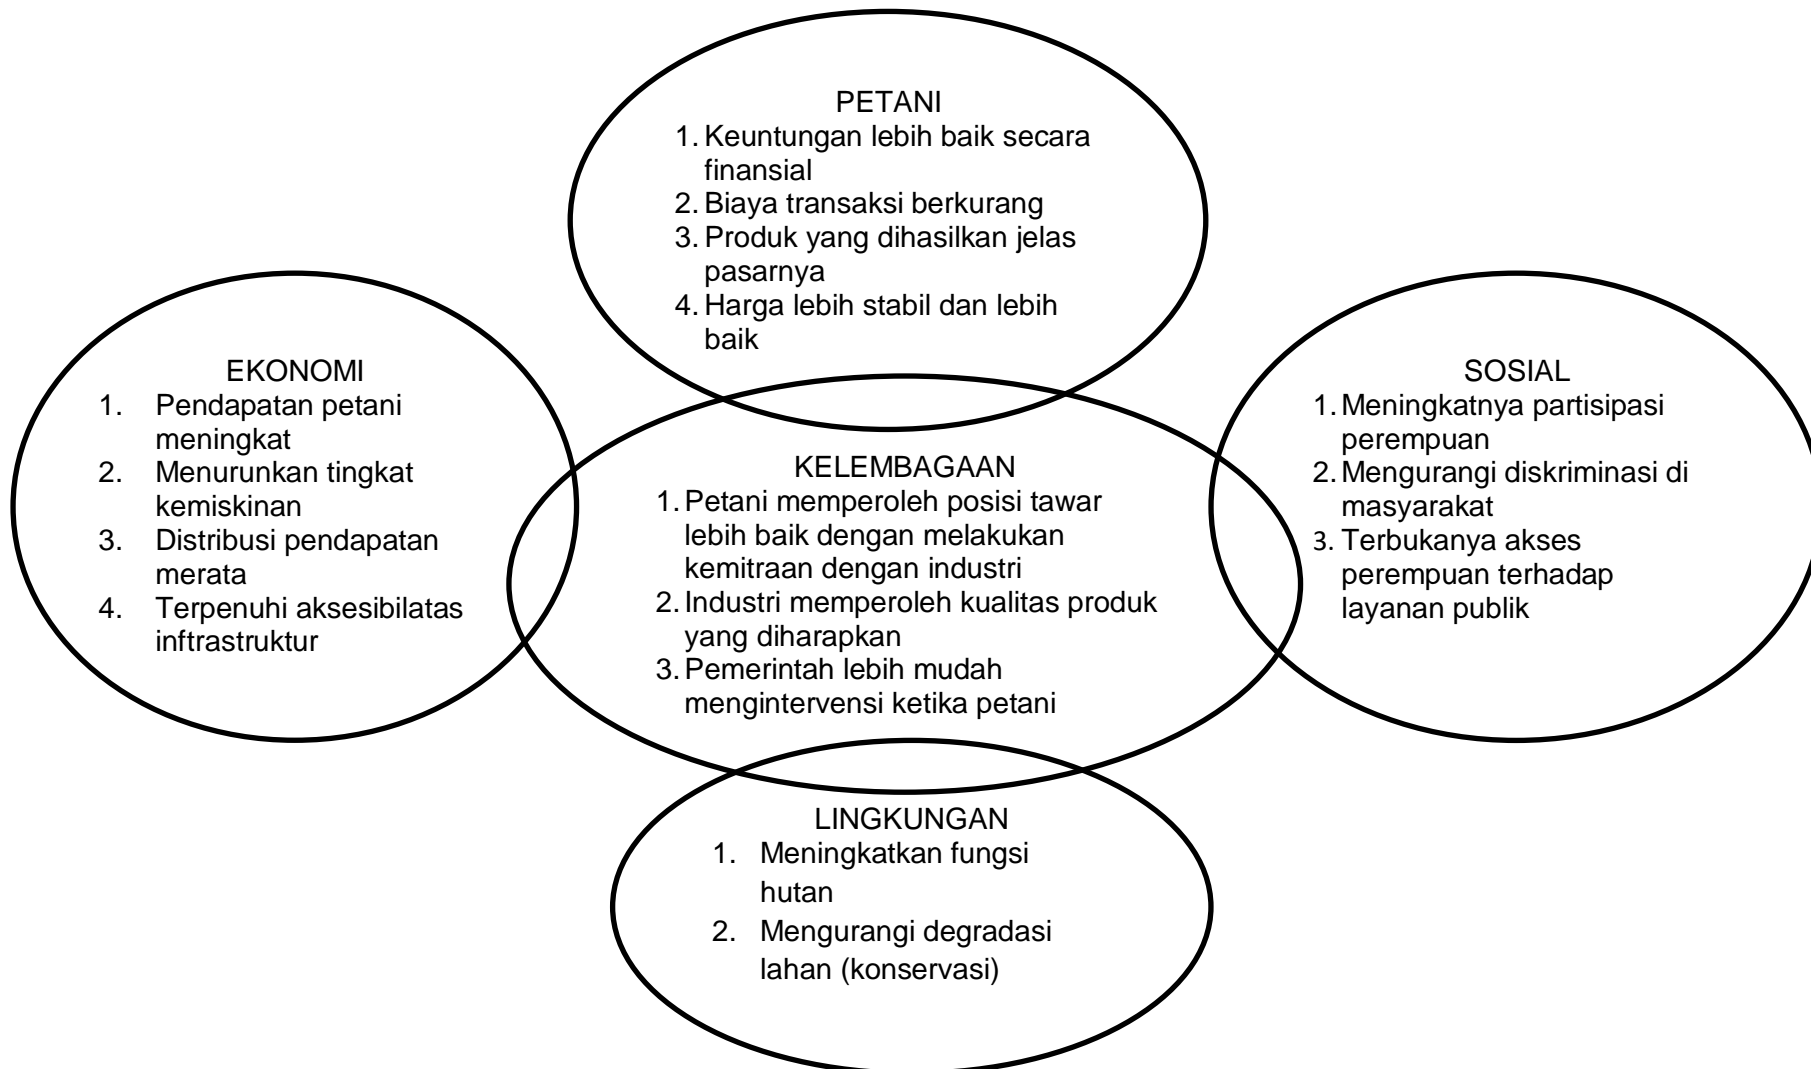 PETANI
1. Keuntungan lebih baik secara
finansial
2. Biaya transaksi berkurang
3. Produk yang dihasilkan jelas
pasarnya
4. Harga lebih stabil dan lebih
baik
EKONOMI
1. Pendapatan petani
meningkat
2. Menurunkan tingkat
kemiskinan
3. Distribusi pendapatan
merata
4. Terpenuhi aksesibilatas
inftrastruktur
KELEMBAGAAN
1. Petani memperoleh posisi tawar
lebih baik dengan melakukan
kemitraan dengan industri
2. Industri memperoleh kualitas produk
yang diharapkan
3. Pemerintah lebih mudah
mengintervensi ketika petani
SOSIAL
1. Meningkatnya partisipasi
perempuan
2. Mengurangi diskriminasi di
masyarakat
3. Terbukanya akses
perempuan terhadap
layanan publik
LINGKUNGAN
1. Meningkatkan fungsi
hutan
2. Mengurangi degradasi
lahan (konservasi)